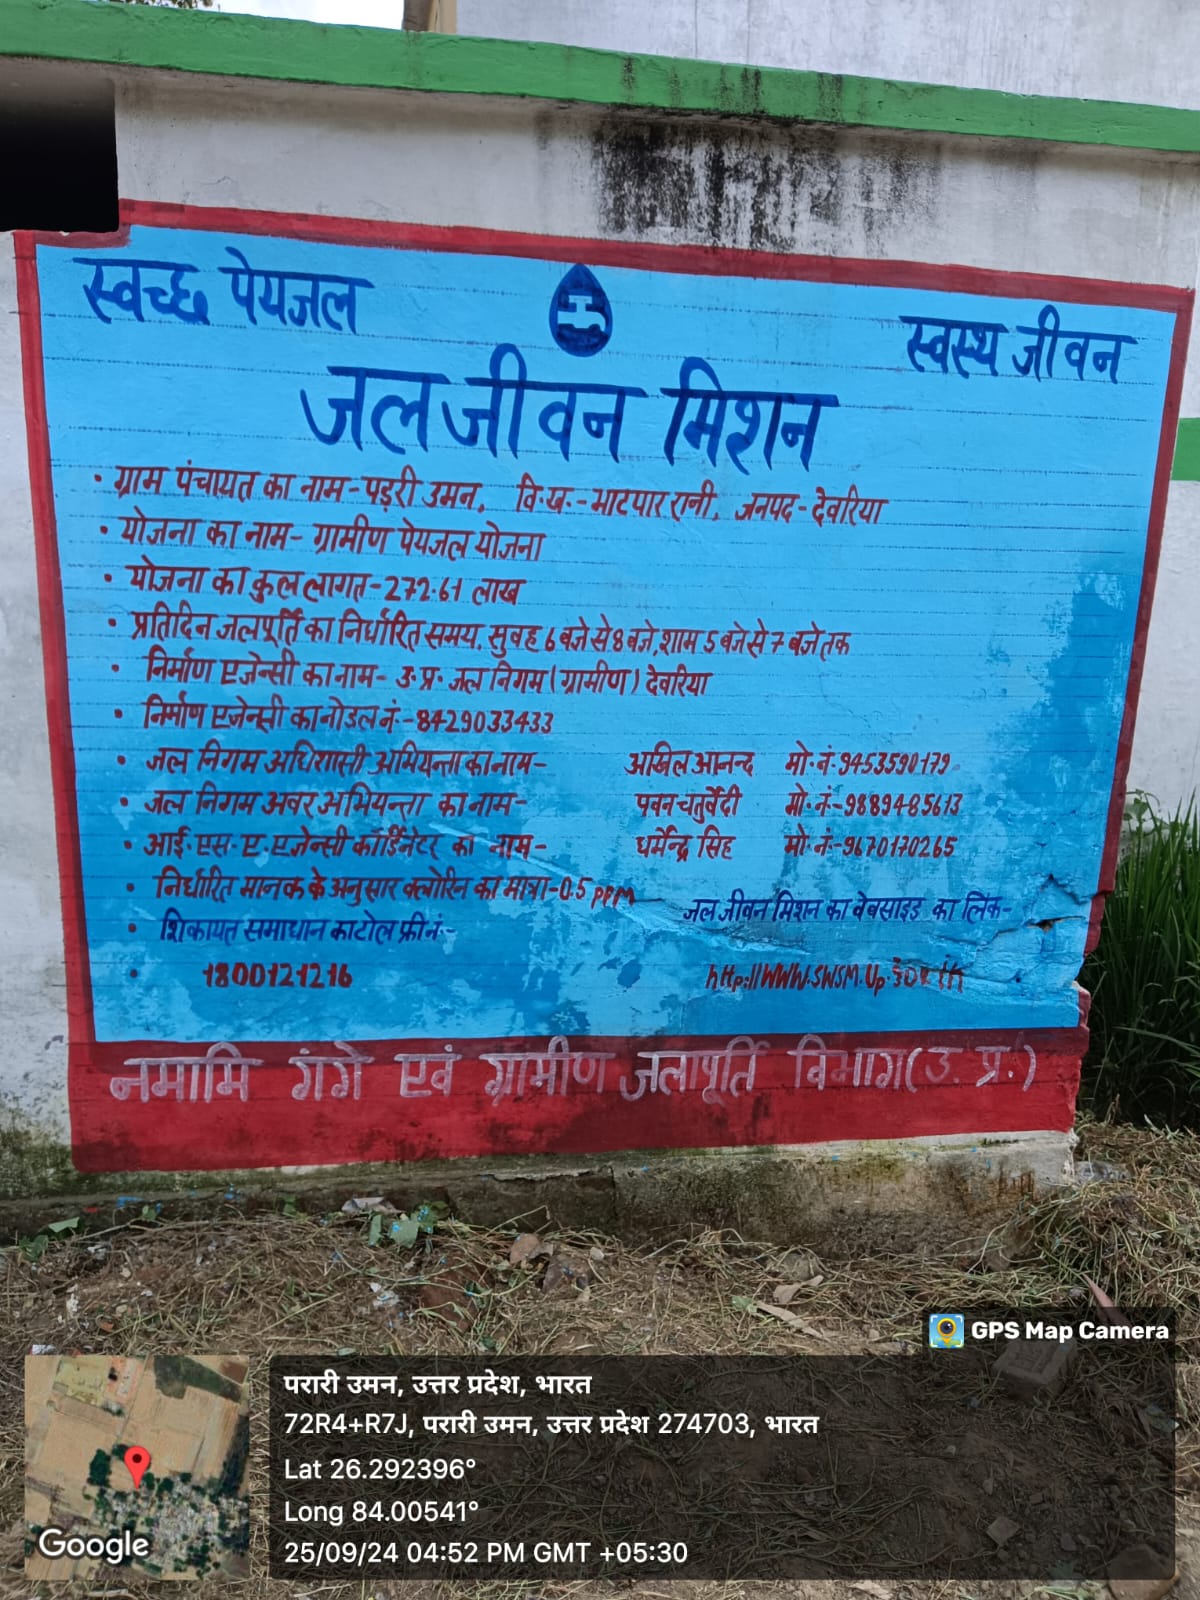 स्वच्छ पेयजल
स्वस्थ जीवन
जल जीवन मिशन
• ग्राम पंचायत का नाम - पड़री उमन, वि.ख.- भाटपार रानी, जनपद - देवरिया
• योजना का नाम - ग्रामीण पेयजल योजना
• योजना का कुल लागत - 272.61 लाख
• प्रतिदिन जलपूर्ति का निर्धारित समय, सुबह 6 बजे से 8 बजे, शाम 5 बजे से 7 बजे तक
• निर्माण एजेन्सी का नाम - उ.प्र. जल निगम (ग्रामीण) देवरिया
• निर्माण एजेन्सी का नोडल नं.- 8429033433
• जल निगम अधिशासी अभियन्ता का नाम - अखिल आनन्द मो.नं.9453590179
• जल निगम अवर अभियन्ता का नाम - पवन चतुर्वेदी मो.नं.-9889485613
• आई.एस.ए. एजेन्सी कॉर्डिनेटर का नाम - धर्मेन्द्र सिंह मो.नं.-9670170265
• निर्धारित मानक के अनुसार क्लोरिन का मात्रा - 0.5 PPM
जल जीवन मिशन का वेबसाइड का लिंक -
• शिकायत समाधान का टोल फ्री नं.-
• 1800121216
http://WWW.SWSM.Up.gov.in
नमामि गंगे एवं ग्रामीण जलापूर्ति विभाग (उ. प्र.)
GPS Map Camera
परारी उमन, उत्तर प्रदेश, भारत
72R4+R7J, परारी उमन, उत्तर प्रदेश 274703, भारत
Lat 26.292396°
Long 84.00541°
25/09/24 04:52 PM GMT +05:30
Google